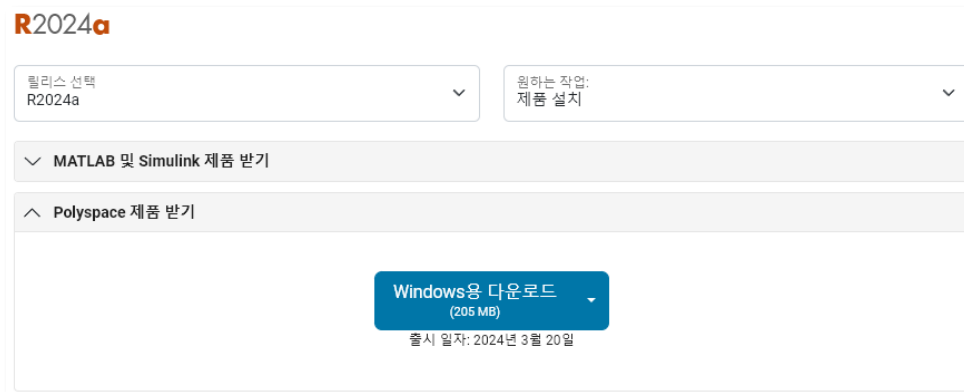 R2024a
릴리스 선택
R2024a
원하는 작업:
제품 설치
MATLAB 및 Simulink 제품 받기
Polyspace 제품 받기
Windows용 다운로드
(205 MB)
출시 일자: 2024년 3월 20일